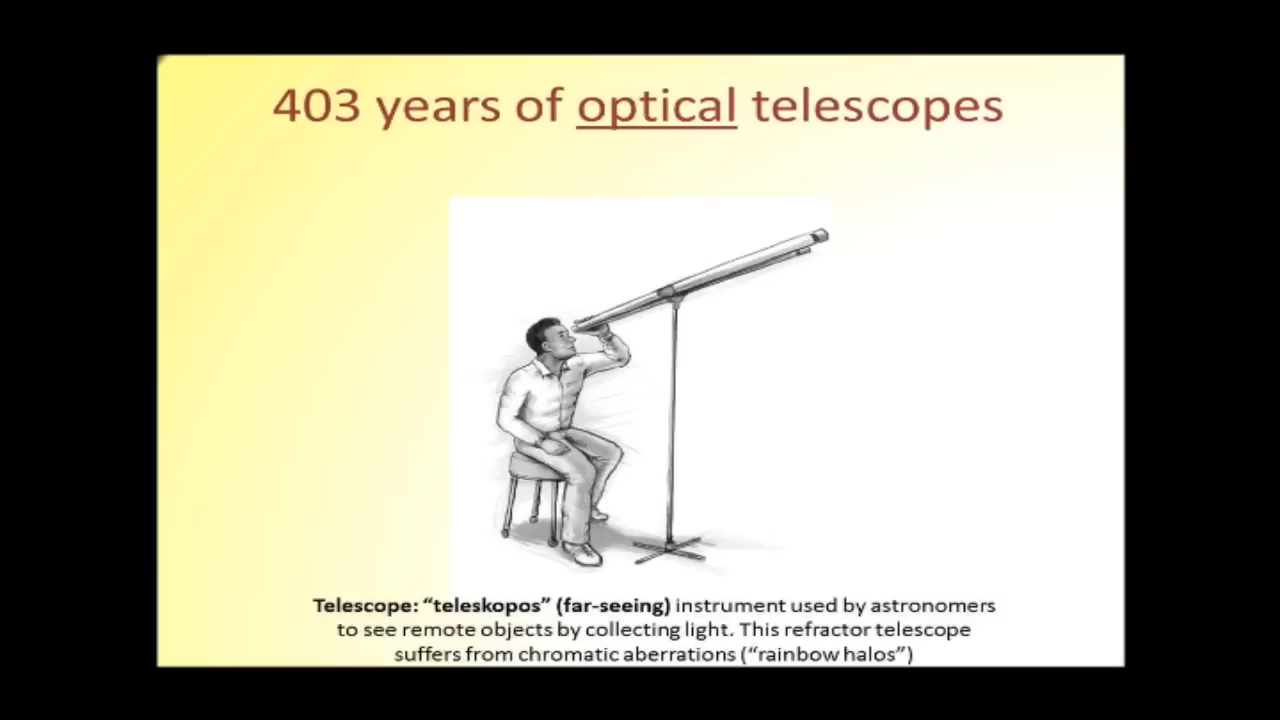 403 years of optical telescopes
Telescope: “teleskopos” (far-seeing) instrument used by astronomers
to see remote objects by collecting light. This refractor telescope
suffers from chromatic aberrations (“rainbow halos”)